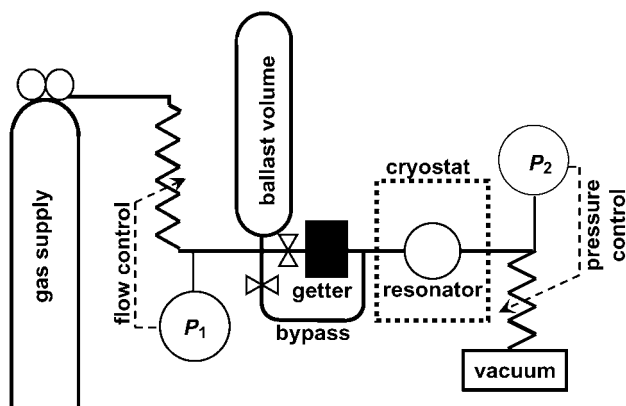 gas supply
flow control
P1
ballast volume
getter
bypass
cryostat
resonator
P2
pressure
control
vacuum